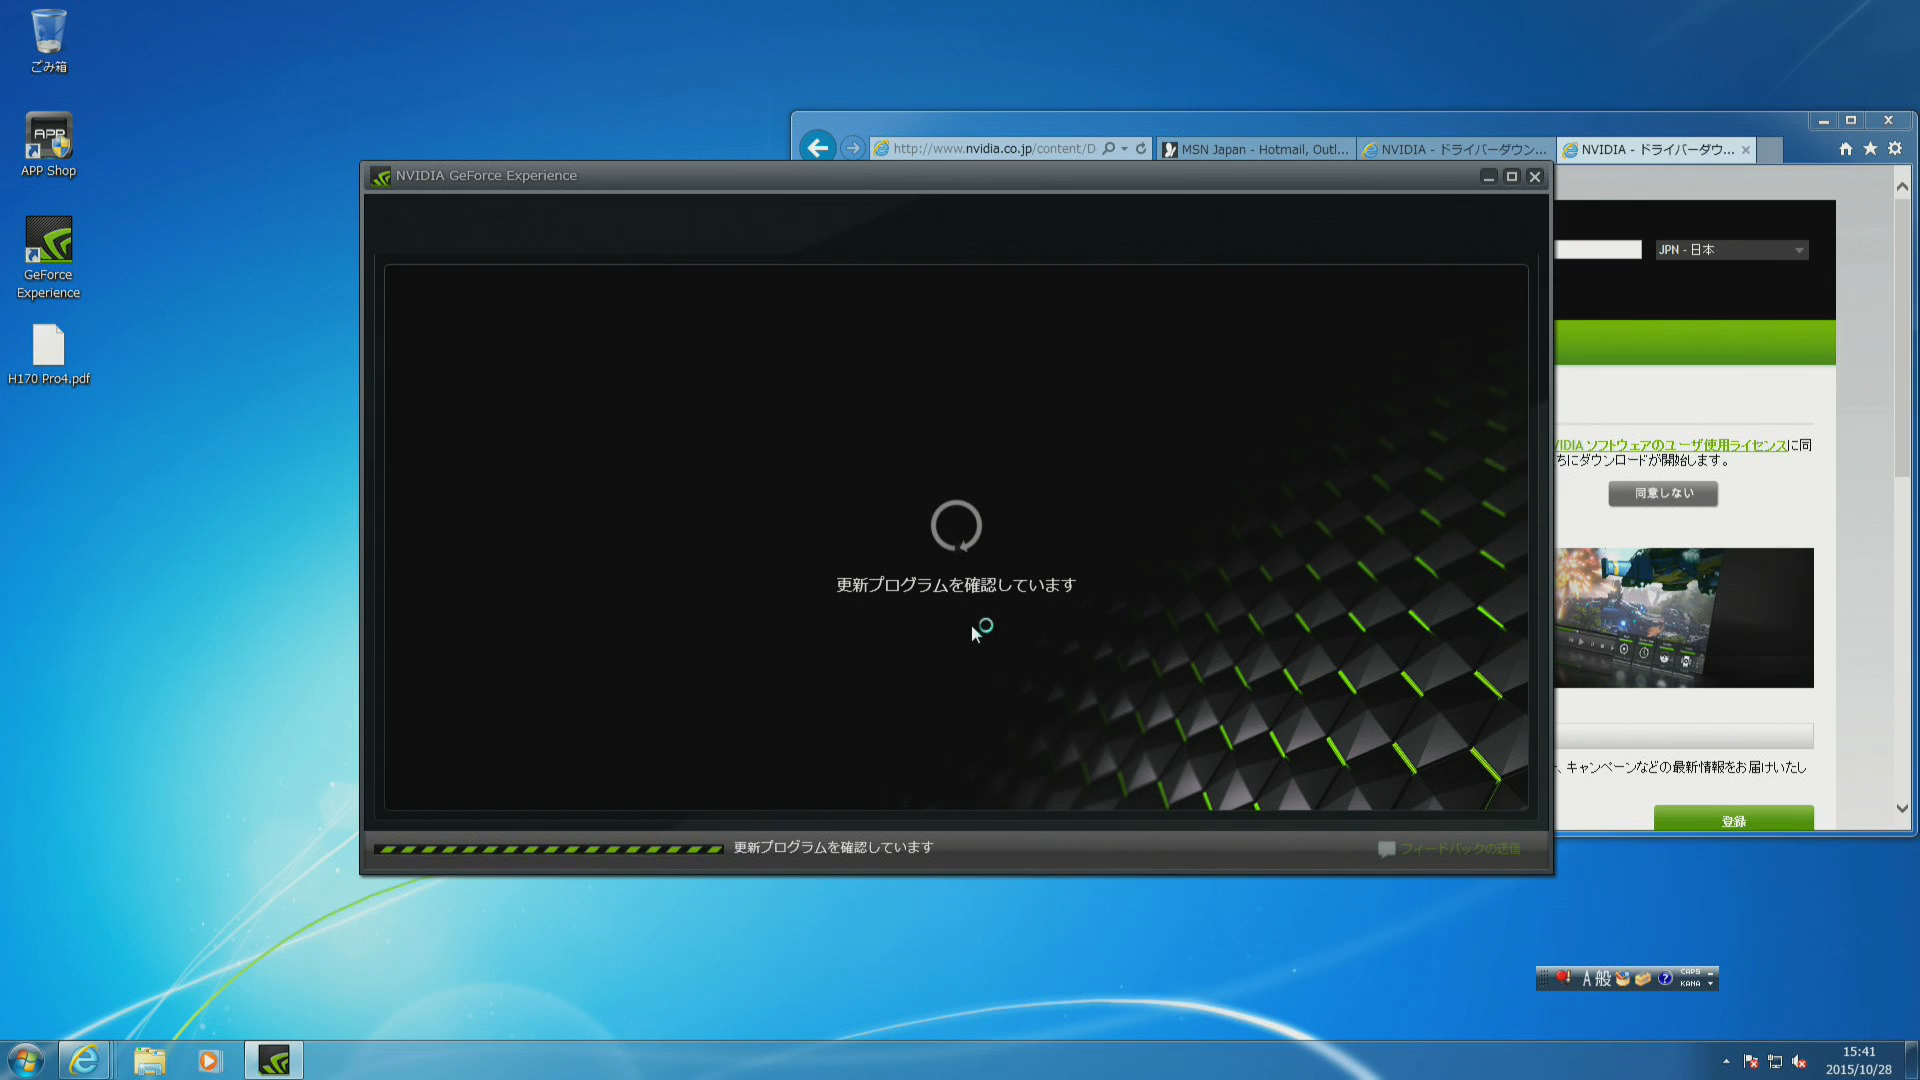 ごみ箱
APP
APP Shop
GeForce
Experience
H170 Pro4.pdf
http://www.nvidia.co.jp/content/D
MSN Japan - Hotmail, Outl...
NVIDIA - ドライバーダウン...
NVIDIA - ドライバーダウ...
NVIDIA GeForce Experience
JPN - 日本
VIDIA ソフトウェアのユーザ使用ライセンスに同
ちにダウンロードが開始します。
同意しない
更新プログラムを確認しています
、キャンペーンなどの最新情報をお届けいたし
登録
更新プログラムを確認しています
フィードバックの送信
A 般
CAPS
KANA
15:41
2015/10/28